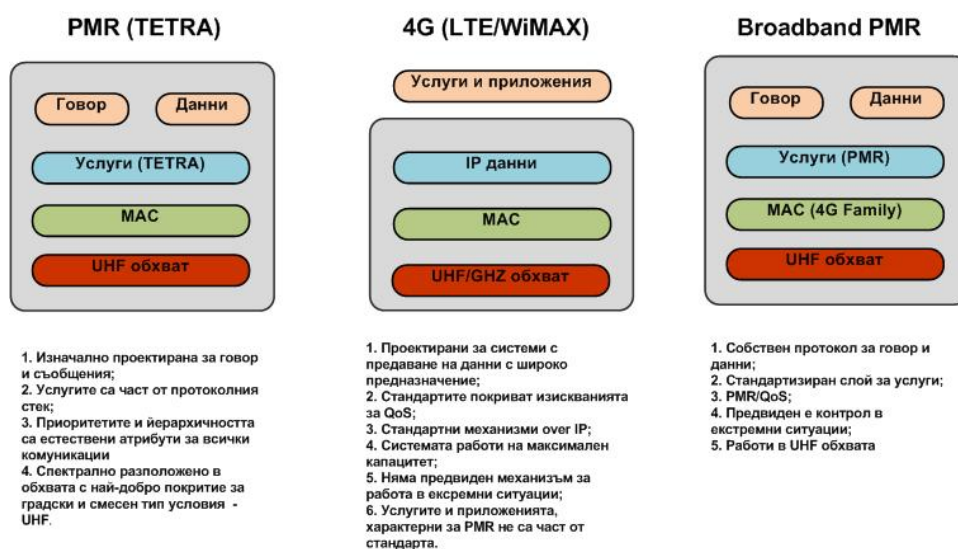 PMR (TETRA)
Говор
Данни
Услуги (TETRA)
MAC
UHF обхват
1. Изначално проектирана за говор
и съобщения;
2. Услугите са част от протоколния
стек;
3. Приоритетите и йерархичността
са естествени атрибути за всички
комуникации
4. Спектрално разположено в
обхвата с най-добро покритие за
градски и смесен тип условия -
UHF.
4G (LTE/WiMAX)
Услуги и приложения
IP данни
MAC
UHF/GHZ обхват
1. Проектирани за системи с
предаване на данни с широко
предназначение;
2. Стандартите покриват изискванията
за QoS;
3. Стандартни механизми over IP;
4. Системата работи на максимален
капацитет;
5. Няма предвиден механизъм за
работа в ексремни ситуации;
6. Услугите и приложенията,
характерни за PMR не са част от
стандарта.
Broadband PMR
Говор
Данни
Услуги (PMR)
MAC (4G Family)
UHF обхват
1. Собствен протокол за говор и
данни;
2. Стандартизиран слой за услуги;
3. PMR/QoS;
4. Предвиден е контрол в
екстремни ситуации;
5. Работи в UHF обхвата